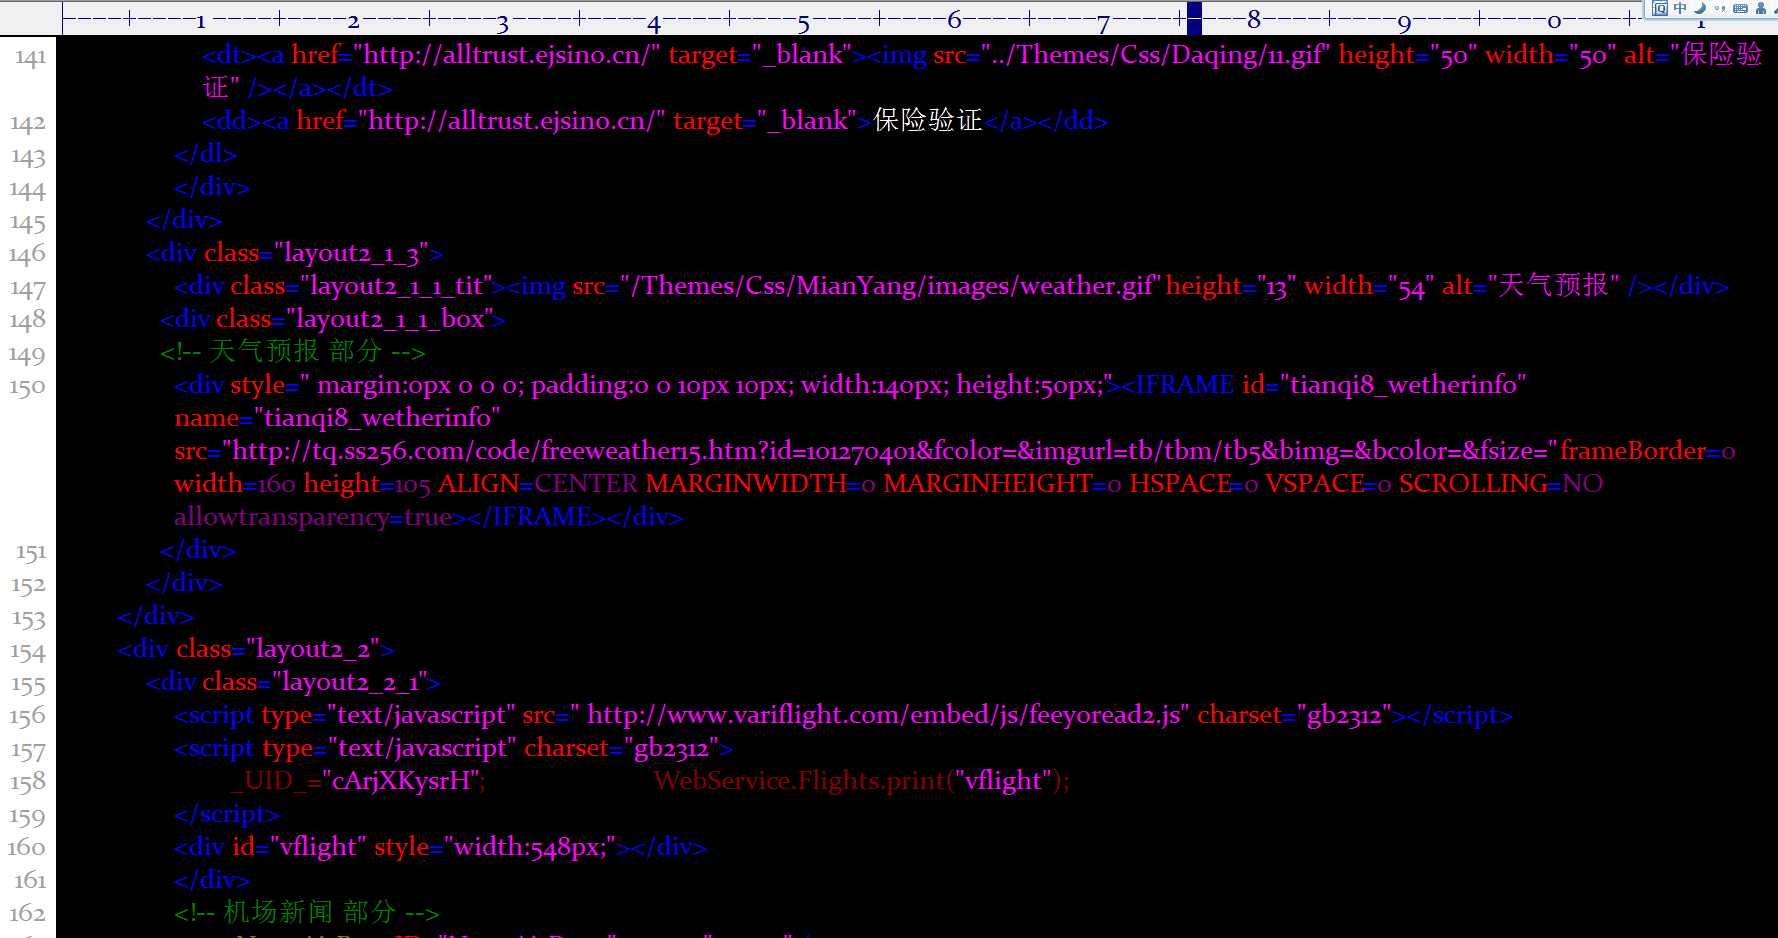 1 2 3 4 5 6 7 8 9 0 1
中
141 <dt><a href="http://alltrust.ejsino.cn/" target="_blank"><img src="../Themes/Css/Daqing/11.gif" height="50" width="50" alt="保险验
证" /></a></dt>
142 <dd><a href="http://alltrust.ejsino.cn/" target="_blank">保险验证</a></dd>
143 </dl>
144 </div>
145 </div>
146 <div class="layout2_1_3">
147 <div class="layout2_1_1_tit"><img src="/Themes/Css/MianYang/images/weather.gif" height="13" width="54" alt="天气预报" /></div>
148 <div class="layout2_1_1_box">
149 <!-- 天气预报 部分 -->
150 <div style=" margin:0px 0 0 0; padding:0 0 10px 10px; width:140px; height:50px;"><IFRAME id="tianqi8_wetherinfo"
name="tianqi8_wetherinfo"
src="http://tq.ss256.com/code/freeweather15.htm?id=101270401&fcolor=&imgurl=tb/tbm/tb5&bimg=&bcolor=&fsize=" frameBorder=0
width=160 height=105 ALIGN=CENTER MARGINWIDTH=0 MARGINHEIGHT=0 HSPACE=0 VSPACE=0 SCROLLING=NO
allowtransparency=true></IFRAME></div>
151 </div>
152 </div>
153 </div>
154 <div class="layout2_2">
155 <div class="layout2_2_1">
156 <script type="text/javascript" src=" http://www.variflight.com/embed/js/feeyoread2.js" charset="gb2312"></script>
157 <script type="text/javascript" charset="gb2312">
158 _UID_="cArjXKysrH"; WebService.Flights.print("vflight");
159 </script>
160 <div id="vflight" style="width:548px;"></div>
161 </div>
162 <!-- 机场新闻 部分 -->